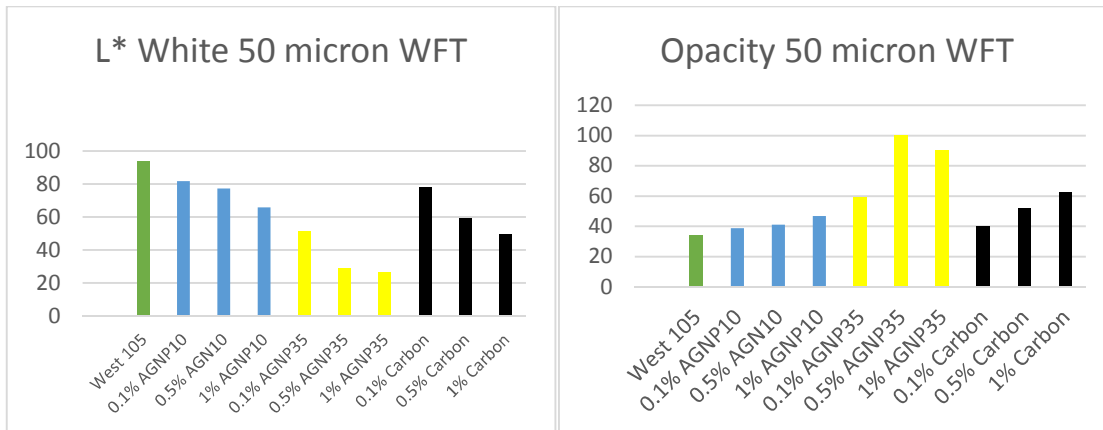 L* White 50 micron WFT
100
80
60
40
20
0
West 105
0.1% AGNP10
0.5% AGN10
1% AGNP10
0.1% AGNP35
0.5% AGNP35
1% AGNP35
0.1% Carbon
0.5% Carbon
1% Carbon
Opacity 50 micron WFT
120
100
80
60
40
20
0
West 105
0.1% AGNP10
0.5% AGN10
1% AGNP10
0.1% AGNP35
0.5% AGNP35
1% AGNP35
0.1% Carbon
0.5% Carbon
1% Carbon